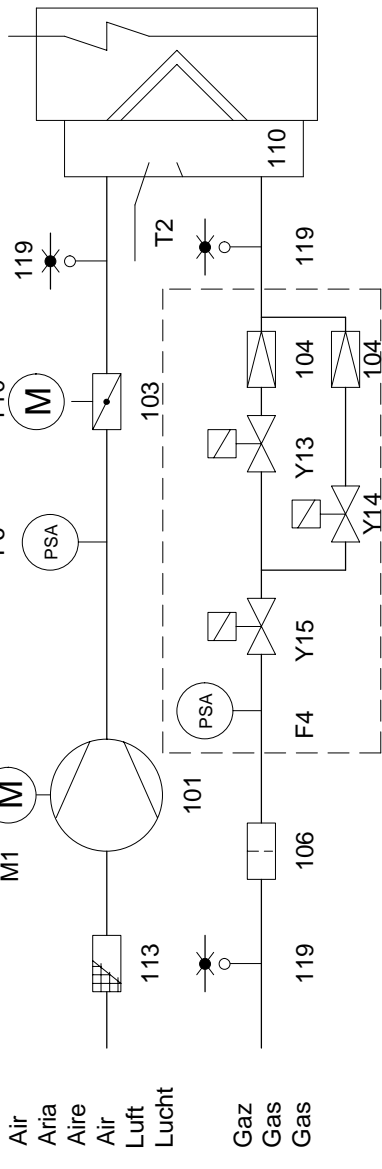 110
T2
119
119
M
103
104
104
PSA
Y13
Y14
Y15
PSA
F4
M
M1
101
106
113
119
Air
Aria
Aire
Air
Luft
Lucht
Gaz
Gas
Gas